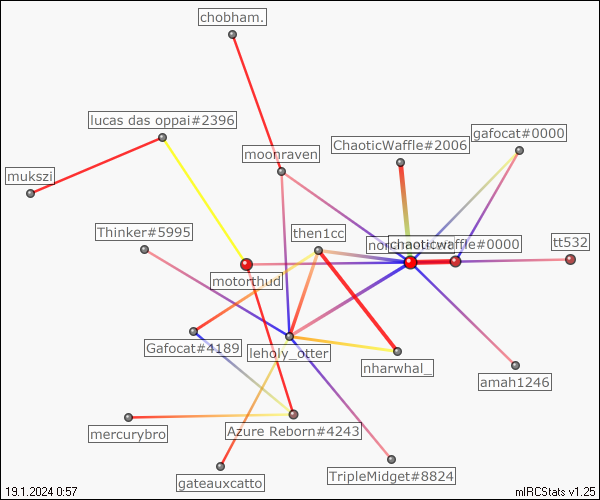 chobham.
lucas das oppai#2396
gafocat#0000
ChaoticWaffle#2006
moonraven
mukszi
Thinker#5995
then1cc
chaoticwaffle#0000
tt532
motorthud
Gafocat#4189
leholy_otter
nharwhal_
amah1246
Azure Reborn#4243
mercurybro
TripleMidget#8824
gateauxcatto
19.1.2024 0:57
mIRCStats v1.25